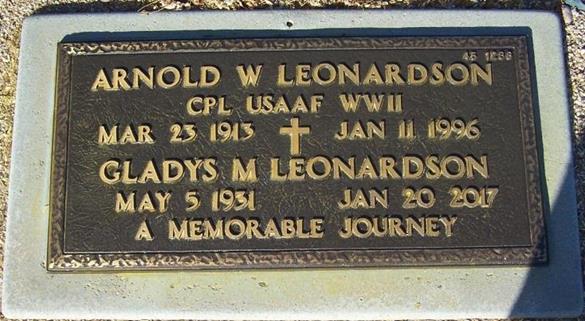 ARNOLD W LEONARDSON
CPL USAAF WWII
MAR 23 1913 JAN 11 1996
GLADYS M LEONARDSON
MAY 5 1931 JAN 20 2017
A MEMORABLE JOURNEY